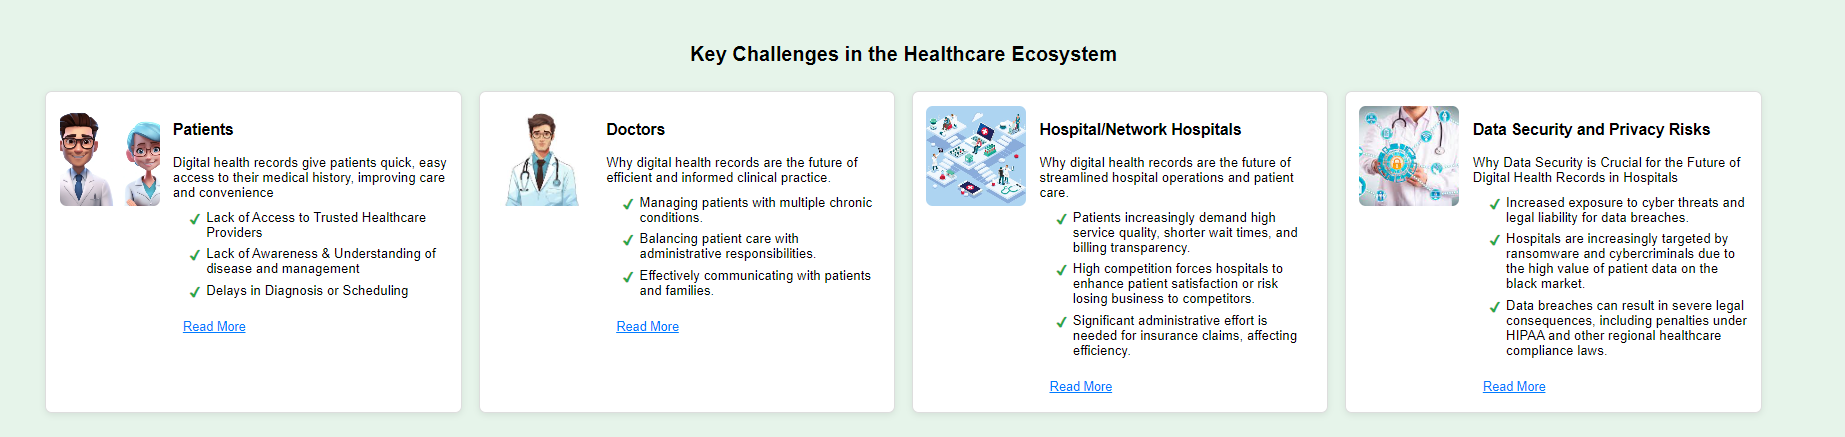 Key Challenges in the Healthcare Ecosystem
Patients
Digital health records give patients quick, easy
access to their medical history, improving care
and convenience
Lack of Access to Trusted Healthcare
Providers
Lack of Awareness & Understanding of
disease and management
Delays in Diagnosis or Scheduling
Read More
Doctors
Why digital health records are the future of
efficient and informed clinical practice.
Managing patients with multiple chronic
conditions.
Balancing patient care with
administrative responsibilities.
Effectively communicating with patients
and families.
Read More
Hospital/Network Hospitals
Why digital health records are the future of
streamlined hospital operations and patient
care.
Patients increasingly demand high
service quality, shorter wait times, and
billing transparency.
High competition forces hospitals to
enhance patient satisfaction or risk
losing business to competitors.
Significant administrative effort is
needed for insurance claims, affecting
efficiency.
Read More
Data Security and Privacy Risks
Why Data Security is Crucial for the Future of
Digital Health Records in Hospitals
Increased exposure to cyber threats and
legal liability for data breaches.
Hospitals are increasingly targeted by
ransomware and cybercriminals due to
the high value of patient data on the
black market.
Data breaches can result in severe legal
consequences, including penalties under
HIPAA and other regional healthcare
compliance laws.
Read More